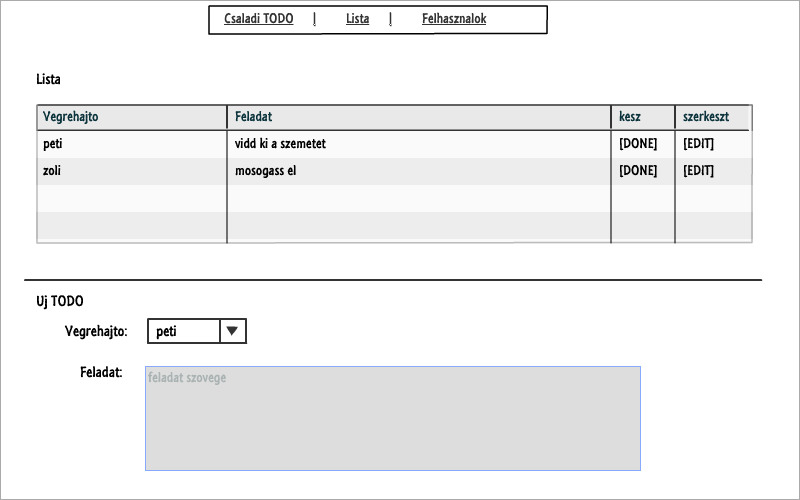 Csaladi TODO | Lista | Felhasznalok
Lista
Vegrehajto Feladat kesz szerkeszt
peti vidd ki a szemetet [DONE] [EDIT]
zoli mosogass el [DONE] [EDIT]
Uj TODO
Vegrehajto: peti
Feladat: feladat szovege